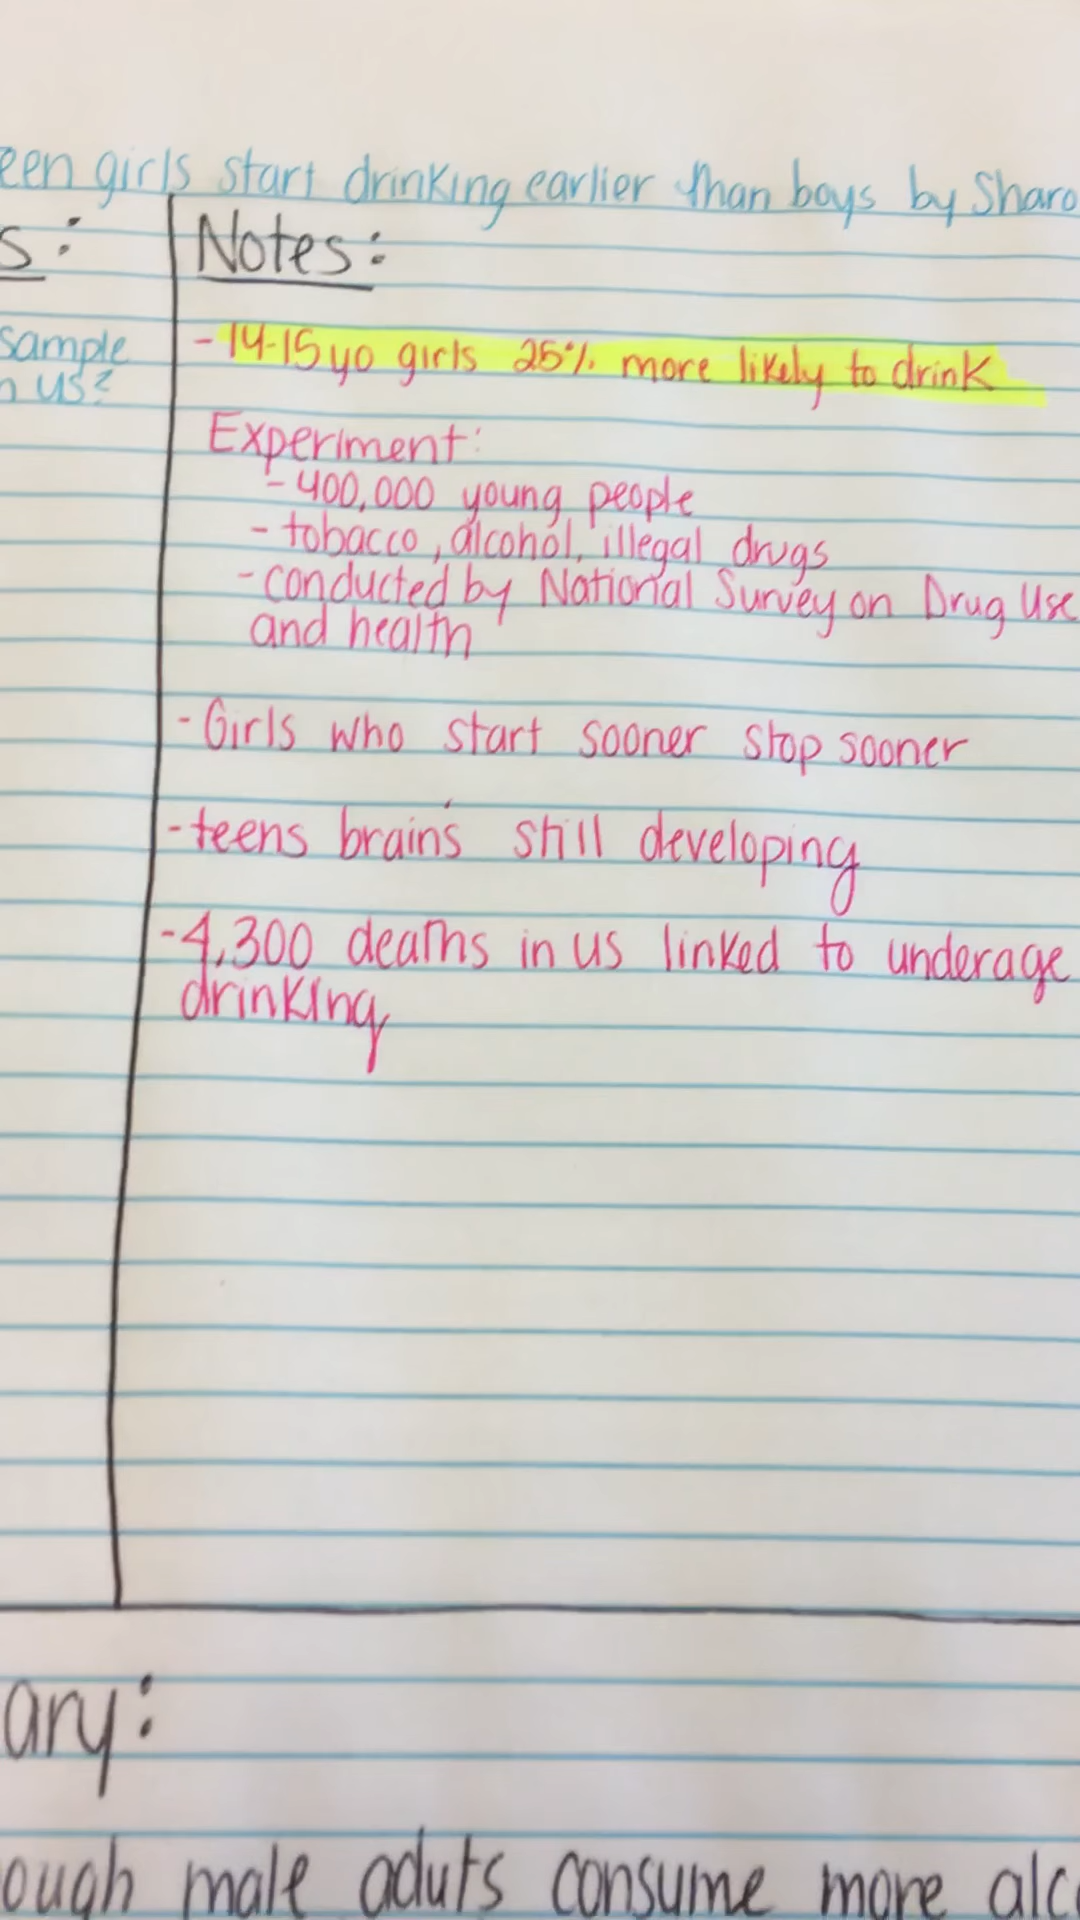 een girls start drinking earlier than boys by Sharo
s:
Notes:
sample
n us?
- 14-15 yo girls 25% more likely to drink
Experiment:
- 400,000 young people
- tobacco, alcohol, illegal drugs
- conducted by National Survey on Drug Use
and health
- Girls who start sooner stop sooner
- teens brains still developing
- 4,300 deaths in us linked to underage
drinking
ary:
ough male aduts consume more alc